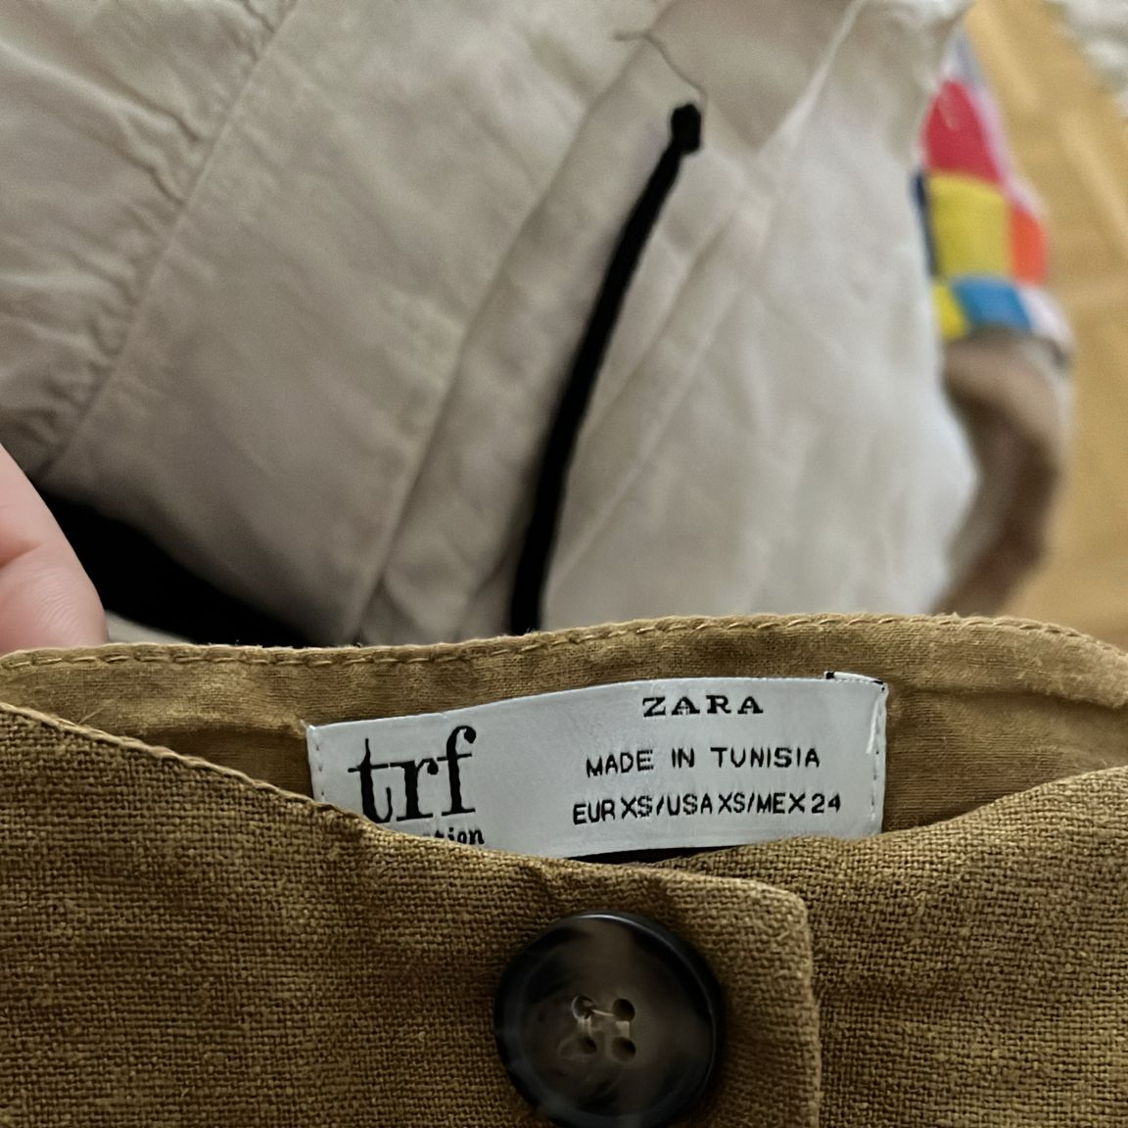 trf
ZARA
MADE IN TUNISIA
EUR XS/USA XS/MEX 24